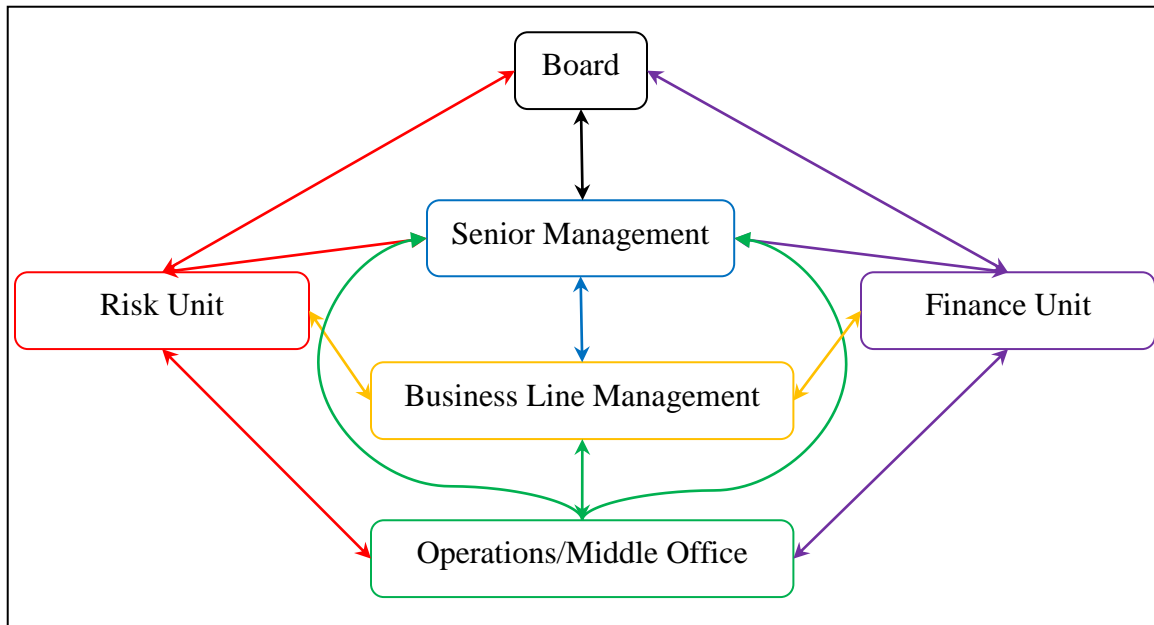 Board
Senior Management
Risk Unit
Finance Unit
Business Line Management
Operations/Middle Office